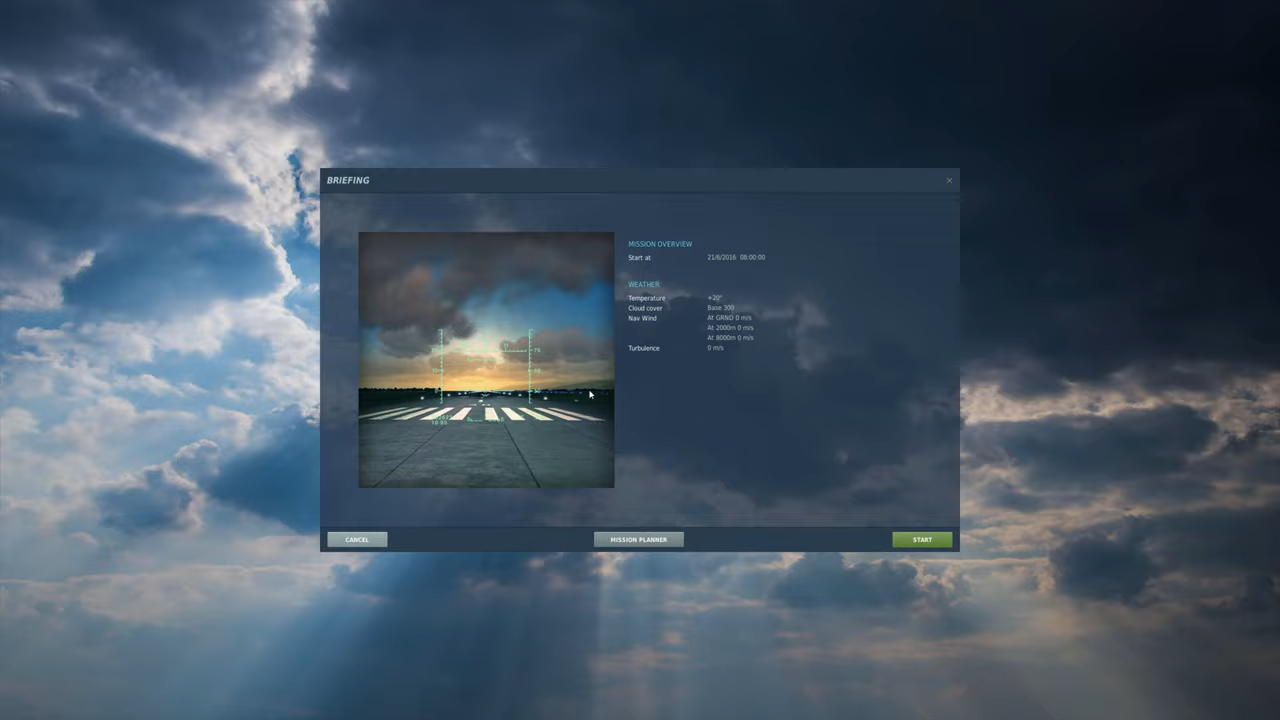 BRIEFING
MISSION OVERVIEW
Start at 21/6/2016 08:00:00
WEATHER
Temperature +20°
Cloud cover Base 300
Nav Wind At GRND 0 m/s
At 2000m 0 m/s
At 8000m 0 m/s
Turbulence 0 m/s
CANCEL MISSION PLANNER START